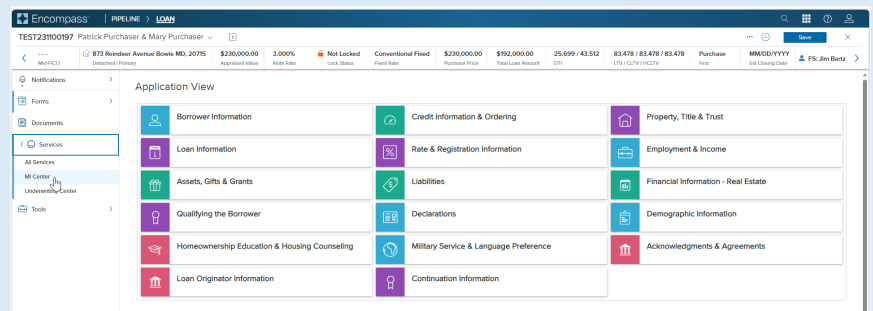 Encompass PIPELINE > LOAN
TEST231100197 Patrick Purchaser & Mary Purchaser Save
--- 873 Reindeer Avenue Bowie MD, 20715 $230,000.00 3.000% Not Locked Conventional Fixed $230,000.00 $192,000.00 25.699 / 43.512 83.478 / 83.478 / 83.478 Purchase MM/DD/YYYY FS: Jim Bartz
Mid-FICO Detached | Primary Appraised Value Note Rate Lock Status Fixed Rate Purchase Price Total Loan Amount DTI LTV / CLTV / HCLTV First Est Closing Date
Notifications
Forms
Documents
Services
All Services
MI Center
Underwriting Center
Tools
Application View
Borrower Information Credit Information & Ordering Property, Title & Trust
Loan Information Rate & Registration Information Employment & Income
Assets, Gifts & Grants Liabilities Financial Information - Real Estate
Qualifying the Borrower Declarations Demographic Information
Homeownership Education & Housing Counseling Military Service & Language Preference Acknowledgments & Agreements
Loan Originator Information Continuation Information